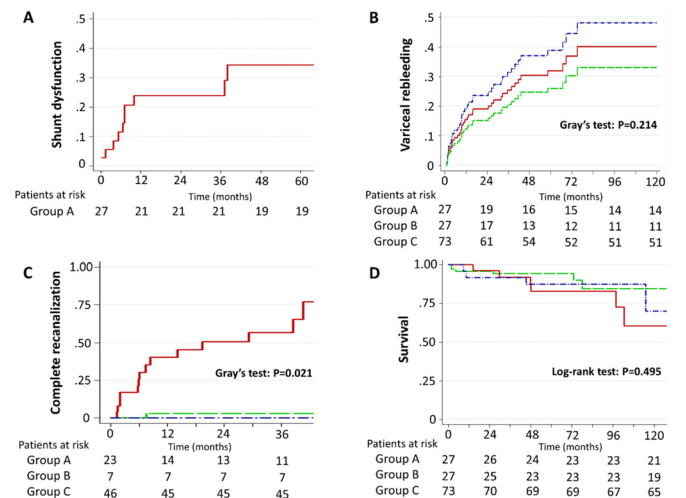 A
Shunt dysfunction
.5
.4
.3
.2
.1
0
0 12 24 36 48 60
Time (months)
Patients at risk
Group A 27 21 21 21 19 19
B
Variceal rebleeding
.5
.4
.3
.2
.1
0
Gray's test: P=0.214
0 24 48 72 96 120
Time (months)
Patients at risk
Group A 27 19 16 15 14 14
Group B 27 17 13 12 11 11
Group C 73 61 54 52 51 51
C
Complete recanalization
1.00
.75
.50
.25
0
Gray's test: P=0.021
0 12 24 36
Time (months)
Patients at risk
Group A 23 14 13 11
Group B 7 7 7 7
Group C 46 45 45 45
D
Survival
1.00
.75
.50
.25
0
Log-rank test: P=0.495
0 24 48 72 96 120
Time (months)
Patients at risk
Group A 27 26 24 23 23 21
Group B 27 25 23 23 23 19
Group C 73 70 69 69 67 65